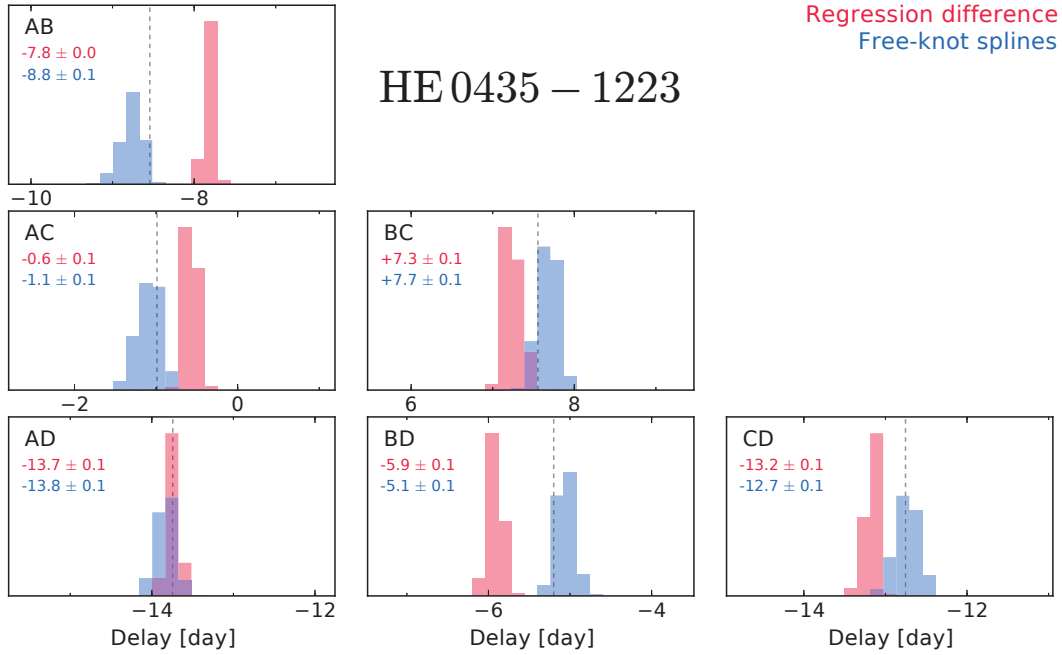 Regression difference
Free-knot splines
HE 0435 − 1223
AB
-7.8 ± 0.0
-8.8 ± 0.1
−10 −8
AC
-0.6 ± 0.1
-1.1 ± 0.1
−2 0
BC
+7.3 ± 0.1
+7.7 ± 0.1
6 8
AD
-13.7 ± 0.1
-13.8 ± 0.1
−14 −12
Delay [day]
BD
-5.9 ± 0.1
-5.1 ± 0.1
−6 −4
Delay [day]
CD
-13.2 ± 0.1
-12.7 ± 0.1
−14 −12
Delay [day]